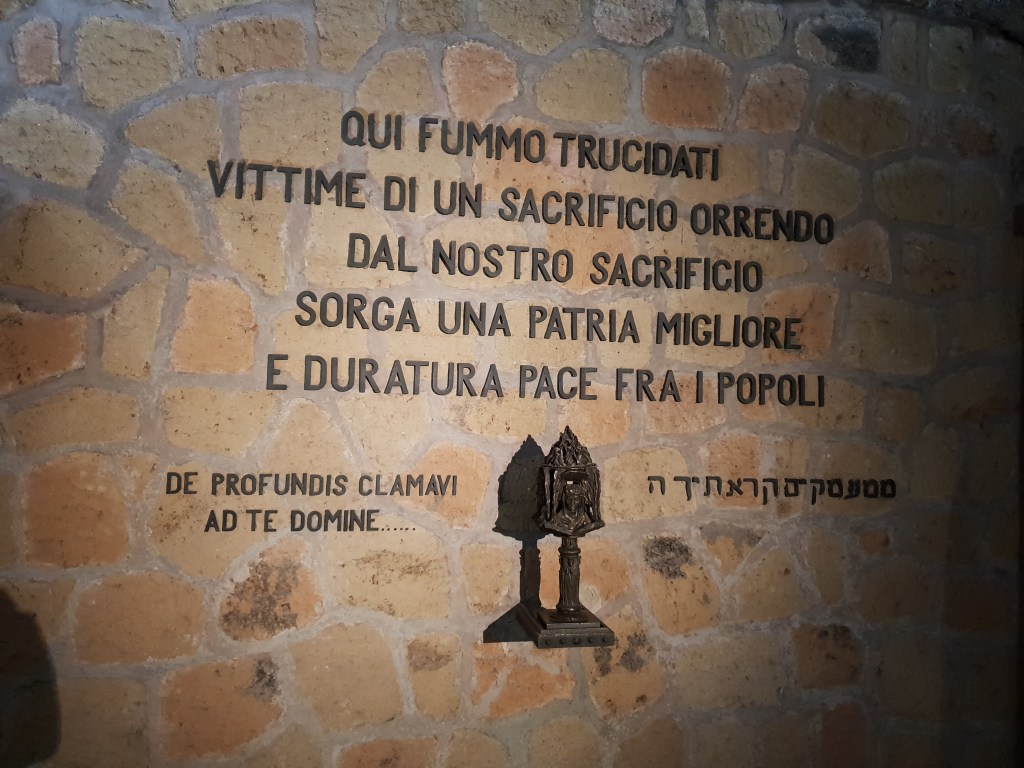 QUI FUMMO TRUCIDATI
VITTIME DI UN SACRIFICIO ORRENDO
DAL NOSTRO SACRIFICIO
SORGA UNA PATRIA MIGLIORE
E DURATURA PACE FRA I POPOLI
DE PROFUNDIS CLAMAVI
AD TE DOMINE......
ממעמקים קראתיך ה